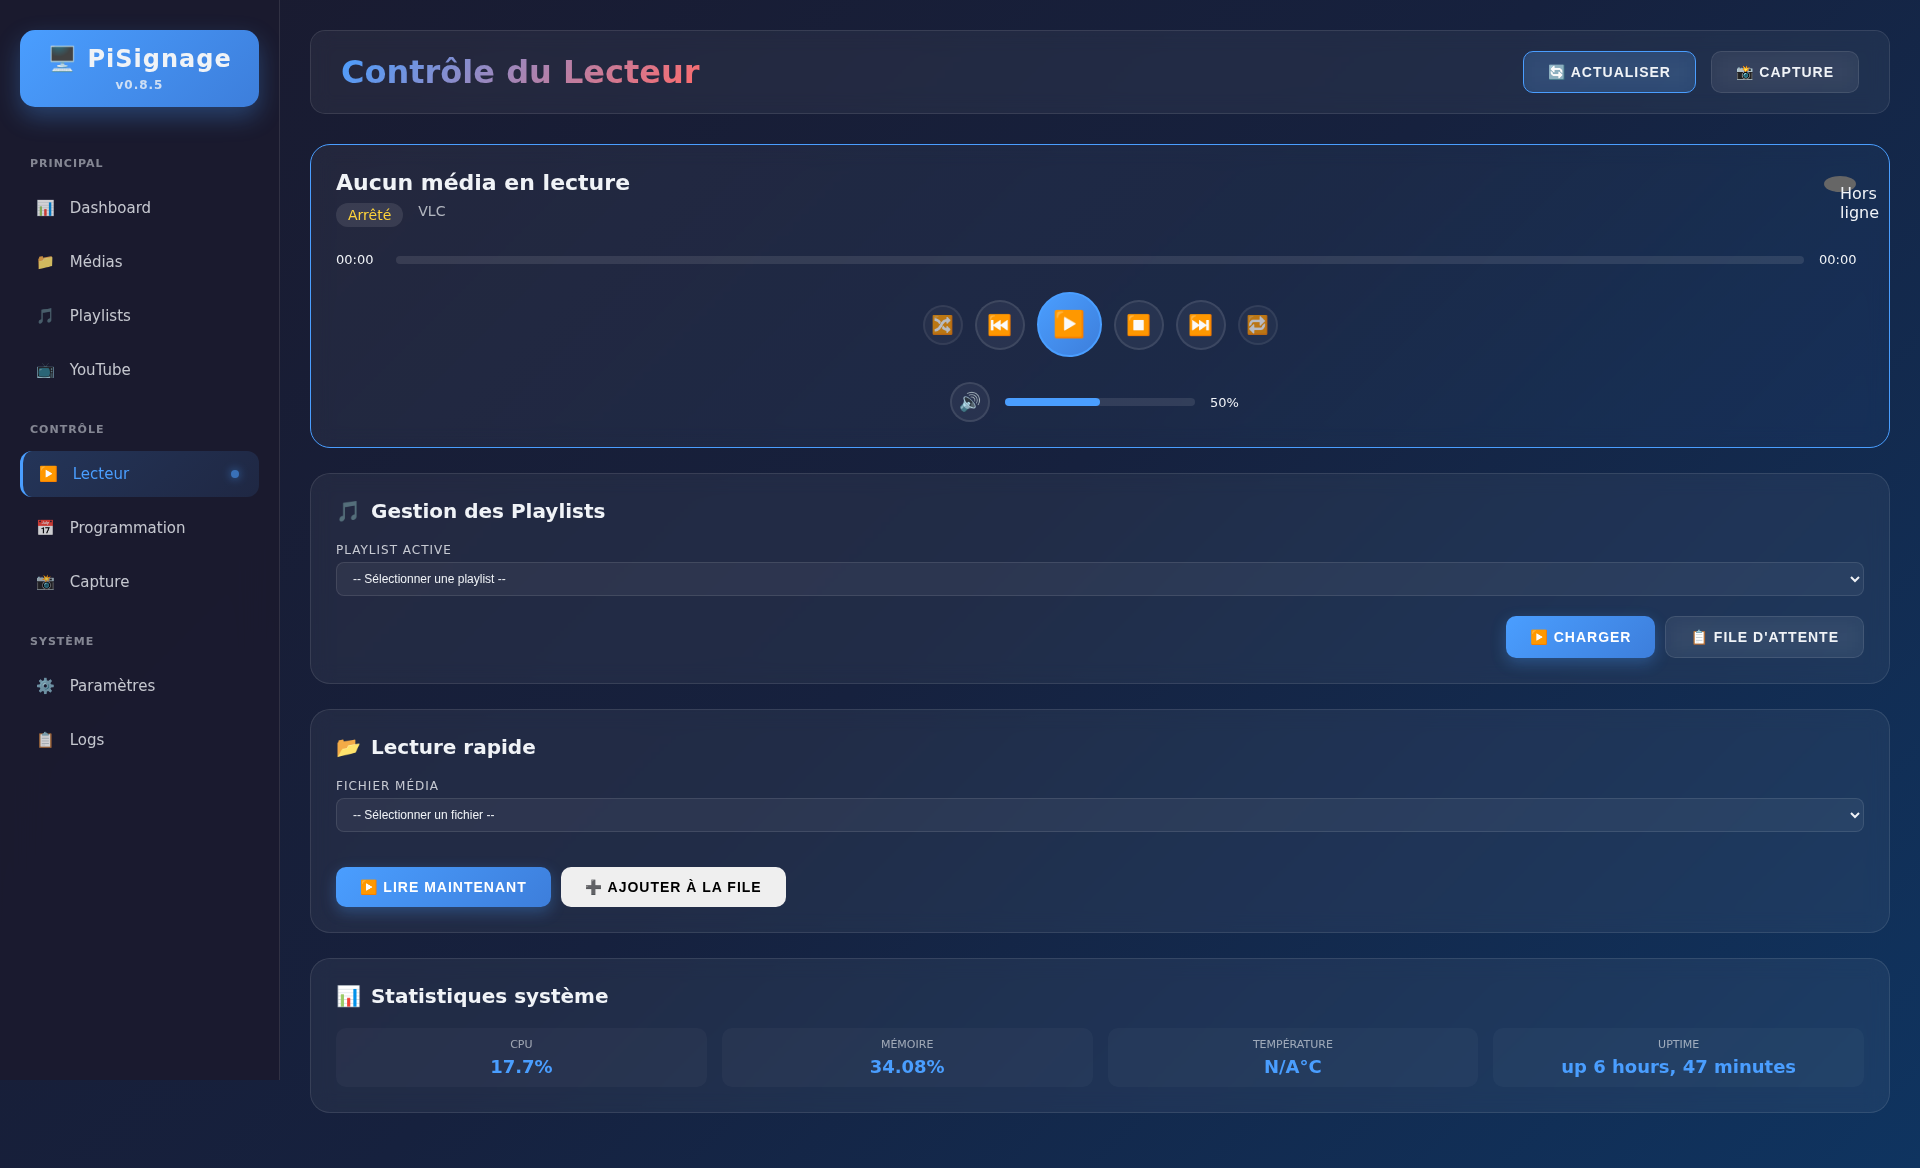 PiSignage
v0.8.5
PRINCIPAL
Dashboard
Médias
Playlists
YouTube
CONTRÔLE
Lecteur
Programmation
Capture
SYSTÈME
Paramètres
Logs
Contrôle du Lecteur
ACTUALISER
CAPTURE
Aucun média en lecture
Arrêté
VLC
Hors
ligne
00:00
00:00
50%
Gestion des Playlists
PLAYLIST ACTIVE
-- Sélectionner une playlist --
CHARGER
FILE D'ATTENTE
Lecture rapide
FICHIER MÉDIA
-- Sélectionner un fichier --
LIRE MAINTENANT
AJOUTER À LA FILE
Statistiques système
CPU
17.7%
MÉMOIRE
34.08%
TEMPÉRATURE
N/A°C
UPTIME
up 6 hours, 47 minutes